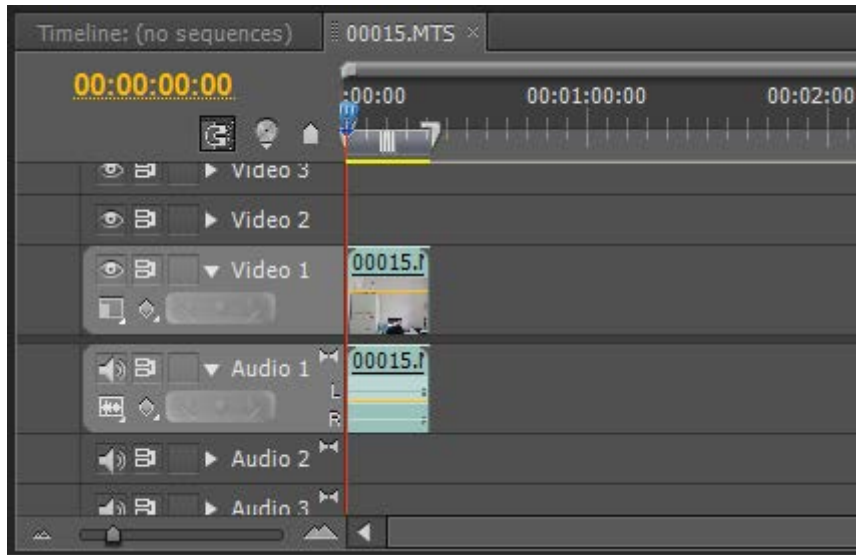 Timeline: (no sequences) 00015.MTS ×
00:00:00:00
:00:00 00:01:00:00 00:02:00
Video 3
Video 2
Video 1
00015.
Audio 1
00015.
L
R
Audio 2
Audio 3